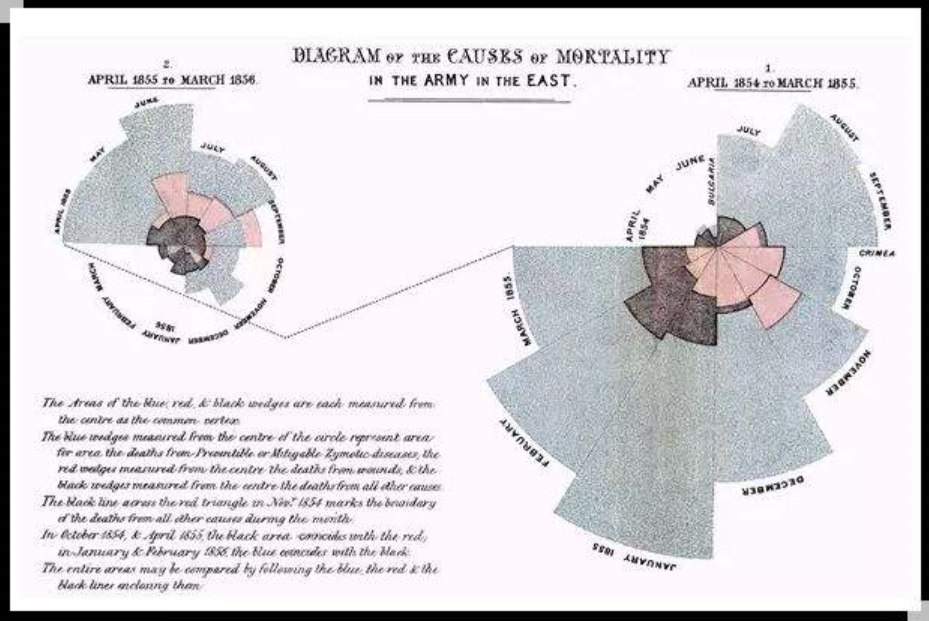 DIAGRAM OF THE CAUSES OF MORTALITY
IN THE ARMY IN THE EAST.
2.
APRIL 1855 TO MARCH 1856.
1.
APRIL 1854 TO MARCH 1855.
APRIL 1855
MAY
JUNE
JULY
AUGUST
SEPTEMBER
OCTOBER
NOVEMBER
DECEMBER
JANUARY
1856
FEBRUARY
MARCH
APRIL
1854
MAY
JUNE
BULGARIA
JULY
AUGUST
SEPTEMBER
CRIMEA
OCTOBER
NOVEMBER
DECEMBER
JANUARY 1855
FEBRUARY
MARCH 1855
The Areas of the blue, red, & black wedges are each measured from
the centre as the common vertex
The blue wedges measured from the centre of the circle represent area
for area the deaths from Preventible or Mitigable Zymotic diseases, the
red wedges measured from the centre the deaths from wounds, & the
black wedges measured from the centre the deaths from all other causes
The black line across the red triangle in Nov.r 1854 marks the boundary
of the deaths from all other causes during the month
In October 1854, & April 1855, the black area coincides with the red,
in January & February 1856, the blue coincides with the black
The entire areas may be compared by following the blue, the red & the
black lines enclosing them